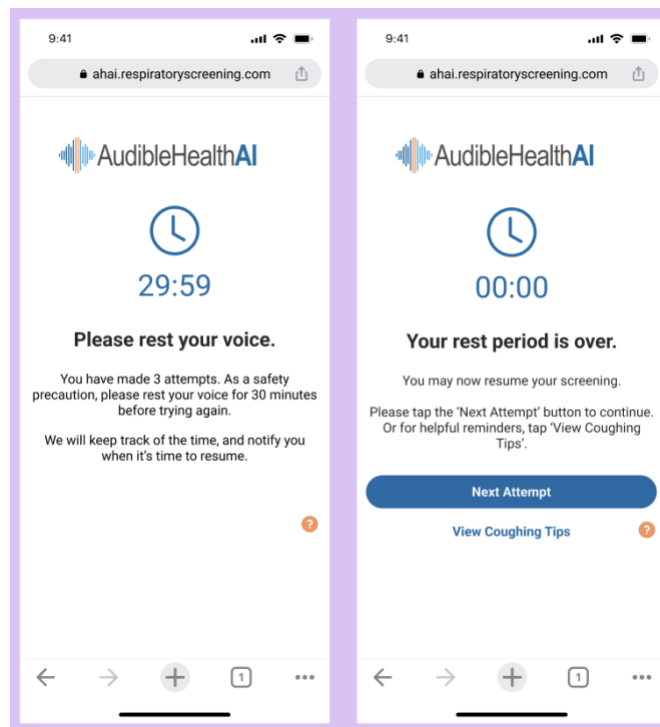 9:41
ahai.respiratoryscreening.com
AudibleHealthAI
29:59
Please rest your voice.
You have made 3 attempts. As a safety
precaution, please rest your voice for 30 minutes
before trying again.
We will keep track of the time, and notify you
when it's time to resume.
?
1
9:41
ahai.respiratoryscreening.com
AudibleHealthAI
00:00
Your rest period is over.
You may now resume your screening.
Please tap the 'Next Attempt' button to continue.
Or for helpful reminders, tap 'View Coughing
Tips'.
Next Attempt
View Coughing Tips
?
1